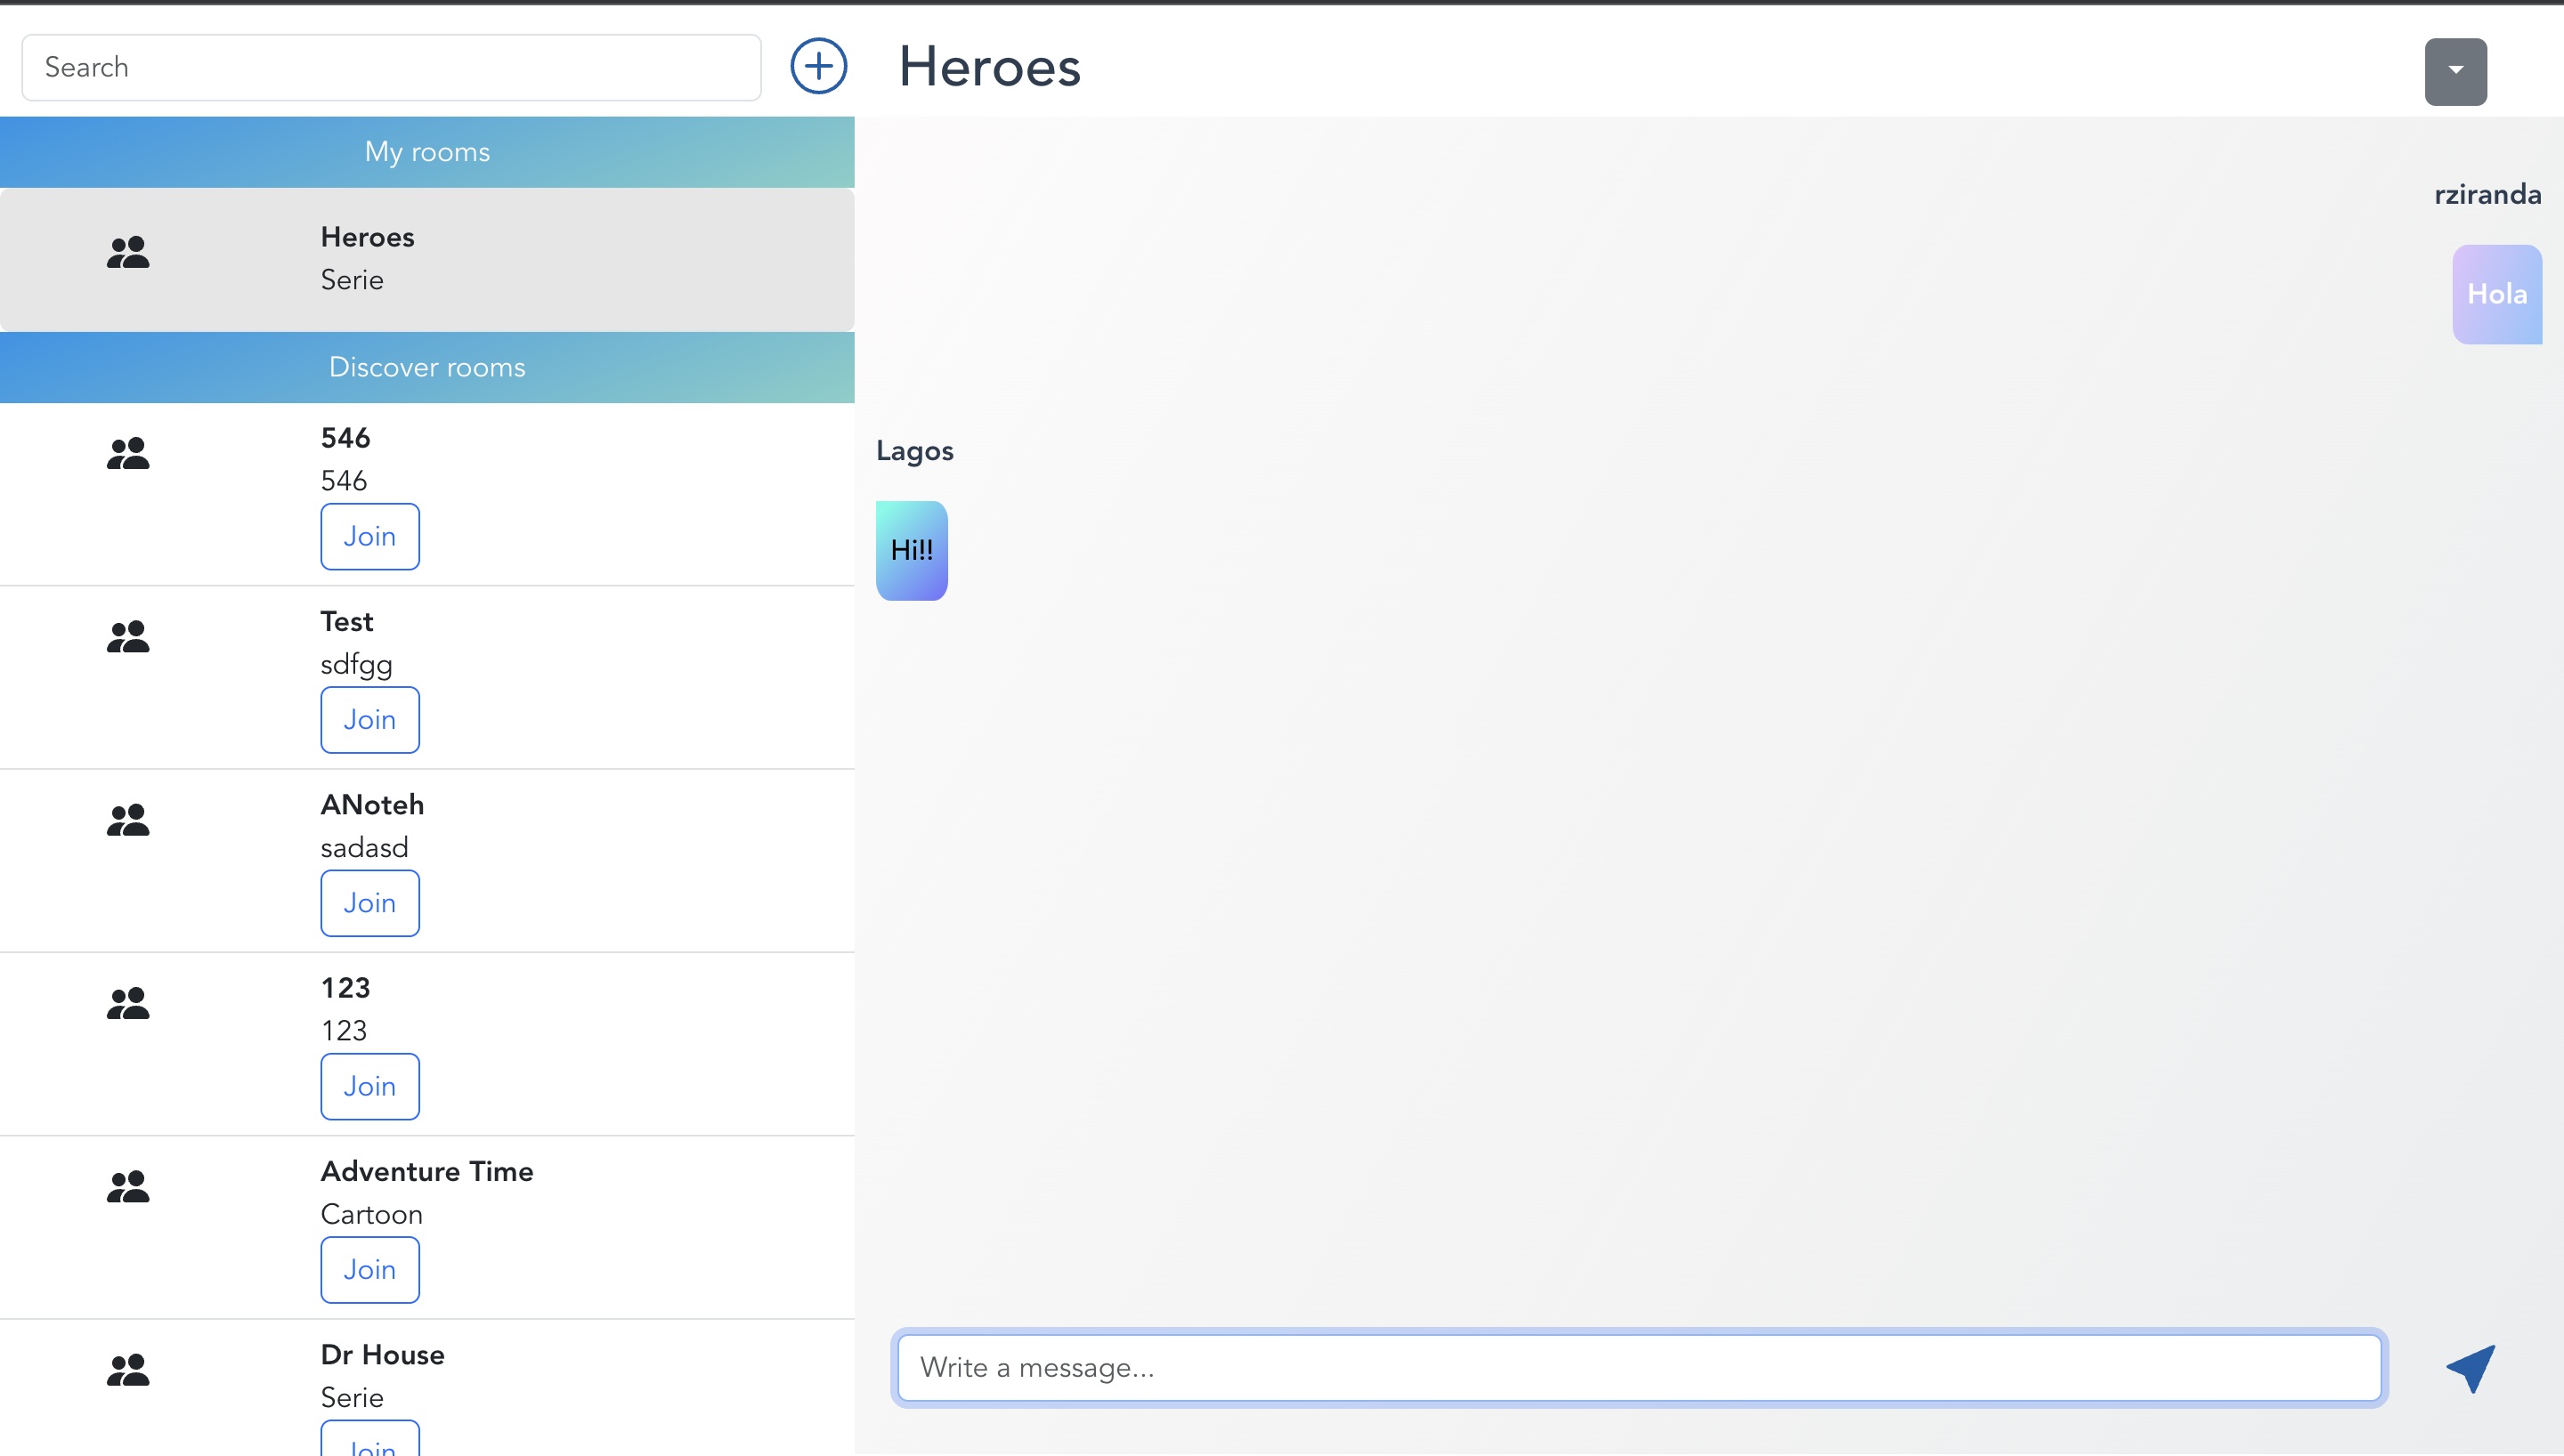 Search
My rooms
Heroes
Serie
Discover rooms
546
546
Join
Test
sdfgg
Join
ANoteh
sadasd
Join
123
123
Join
Adventure Time
Cartoon
Join
Dr House
Serie
Join
Heroes
rziranda
Hola
Lagos
Hi!!
Write a message...